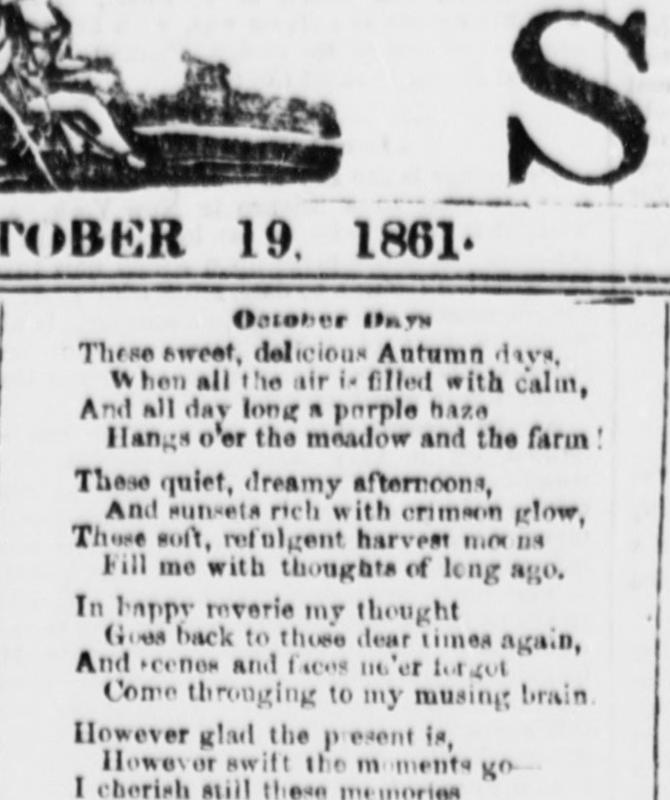 S
TOBER 19, 1861.
October Days
These sweet, delicious Autumn days,
When all the air is filled with calm,
And all day long a purple haze
Hangs o'er the meadow and the farm!
These quiet, dreamy afternoons,
And sunsets rich with crimson glow,
These soft, refulgent harvest moons
Fill me with thoughts of long ago.
In happy reverie my thought
Goes back to those dear times again,
And scenes and faces ne'er forgot
Come thronging to my musing brain.
However glad the present is,
However swift the moments go—
I cherish still these memories